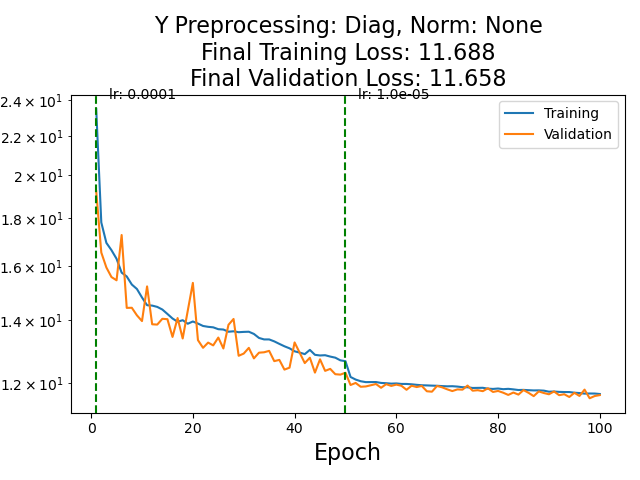 Y Preprocessing: Diag, Norm: None
Final Training Loss: 11.688
Final Validation Loss: 11.658
lr: 0.0001
lr: 1.0e-05
Training
Validation
2.4 × 10¹
2.2 × 10¹
2 × 10¹
1.8 × 10¹
1.6 × 10¹
1.4 × 10¹
1.2 × 10¹
0 20 40 60 80 100
Epoch